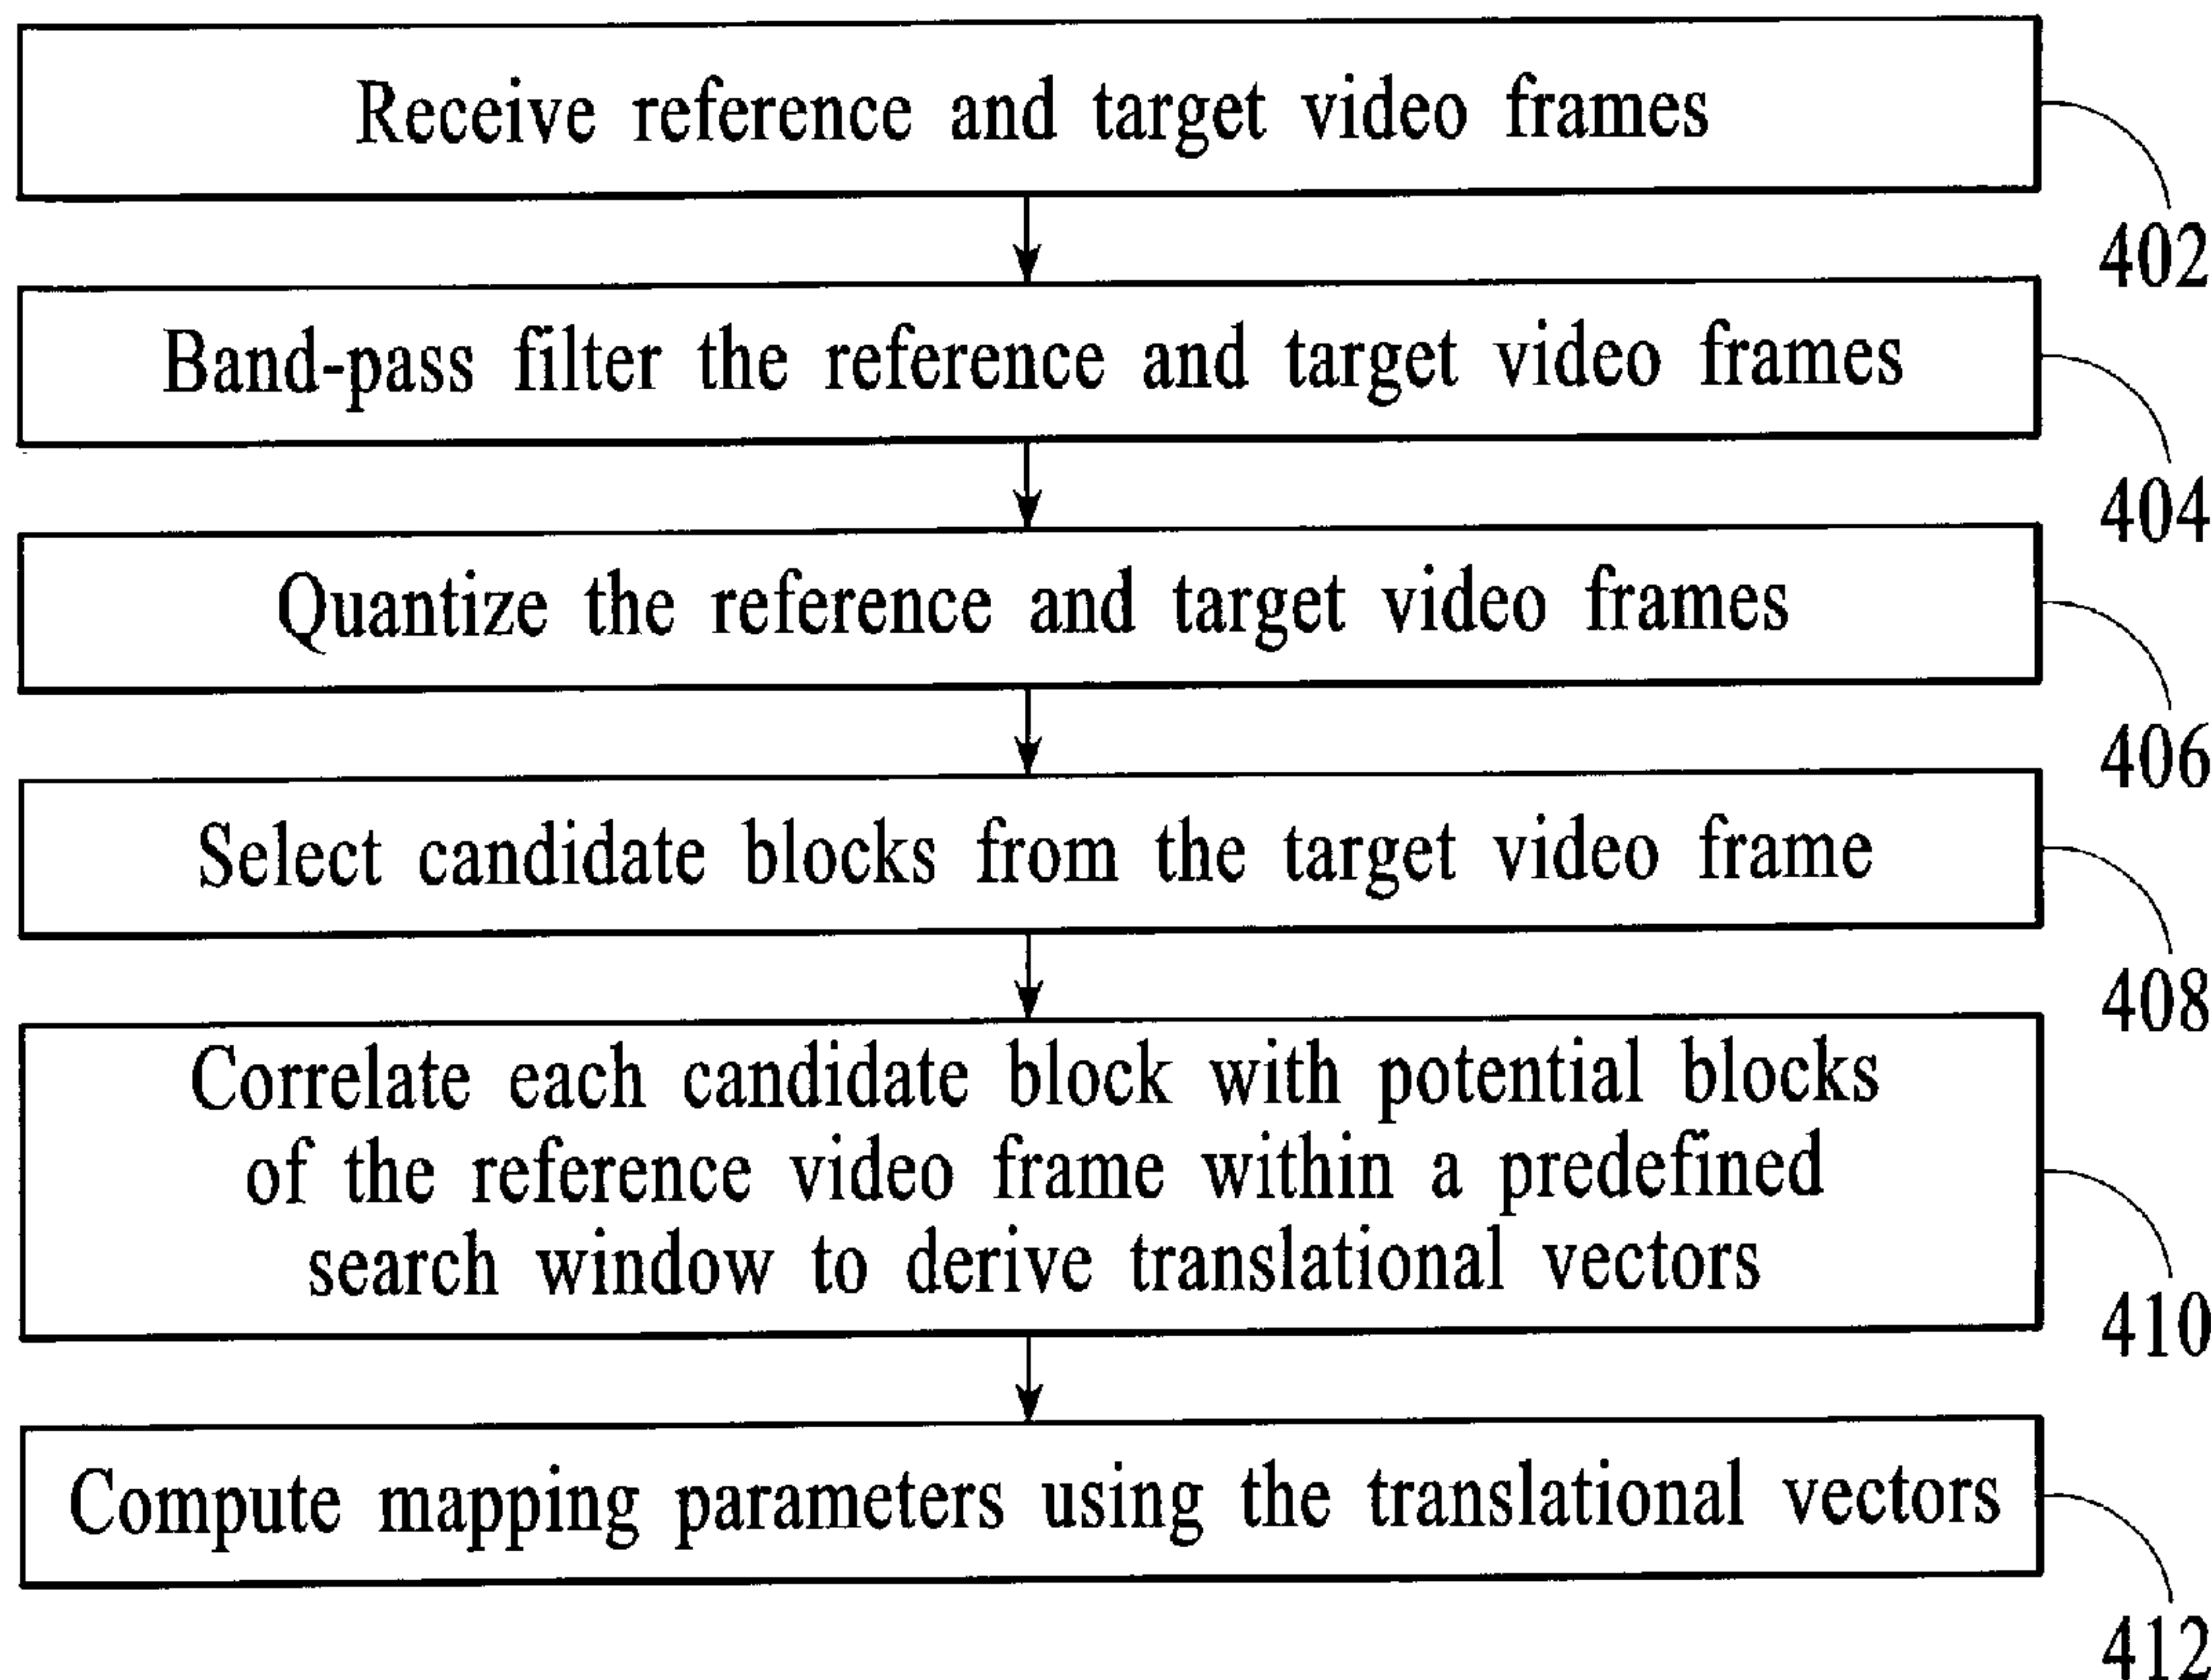 Receive reference and target video frames
402
Band-pass filter the reference and target video frames
404
Quantize the reference and target video frames
406
Select candidate blocks from the target video frame
408
Correlate each candidate block with potential blocks
of the reference video frame within a predefined
search window to derive translational vectors
410
Compute mapping parameters using the translational vectors
412